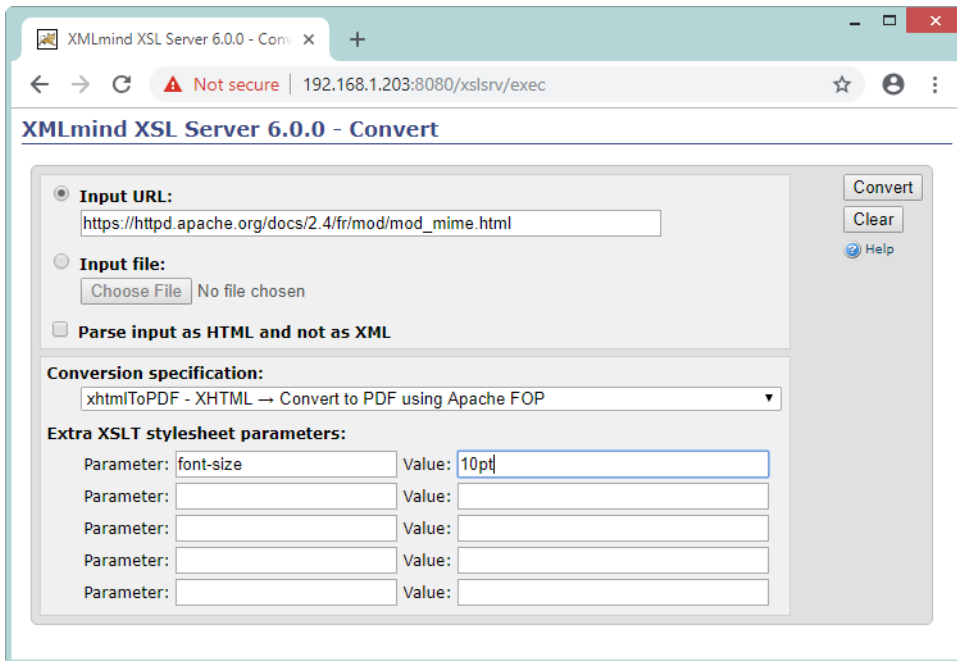 XMLmind XSL Server 6.0.0 - Conv
Not secure | 192.168.1.203:8080/xslsrv/exec
XMLmind XSL Server 6.0.0 - Convert
Input URL:
https://httpd.apache.org/docs/2.4/fr/mod/mod_mime.html
Input file:
Choose File No file chosen
Parse input as HTML and not as XML
Convert
Clear
Help
Conversion specification:
xhtmlToPDF - XHTML → Convert to PDF using Apache FOP
Extra XSLT stylesheet parameters:
Parameter: font-size Value: 10pt
Parameter: Value:
Parameter: Value:
Parameter: Value:
Parameter: Value: